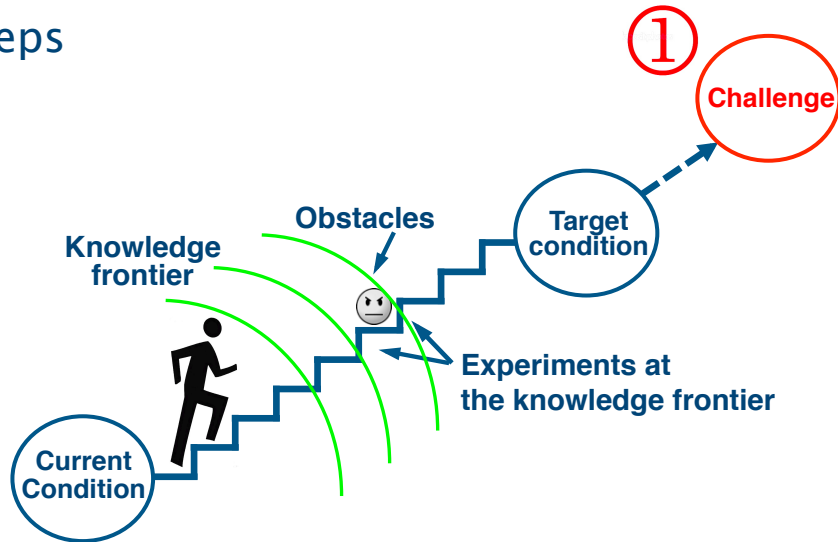 eps
①
Challenge
Target
condition
Obstacles
Knowledge
frontier
Experiments at
the knowledge frontier
Current
Condition